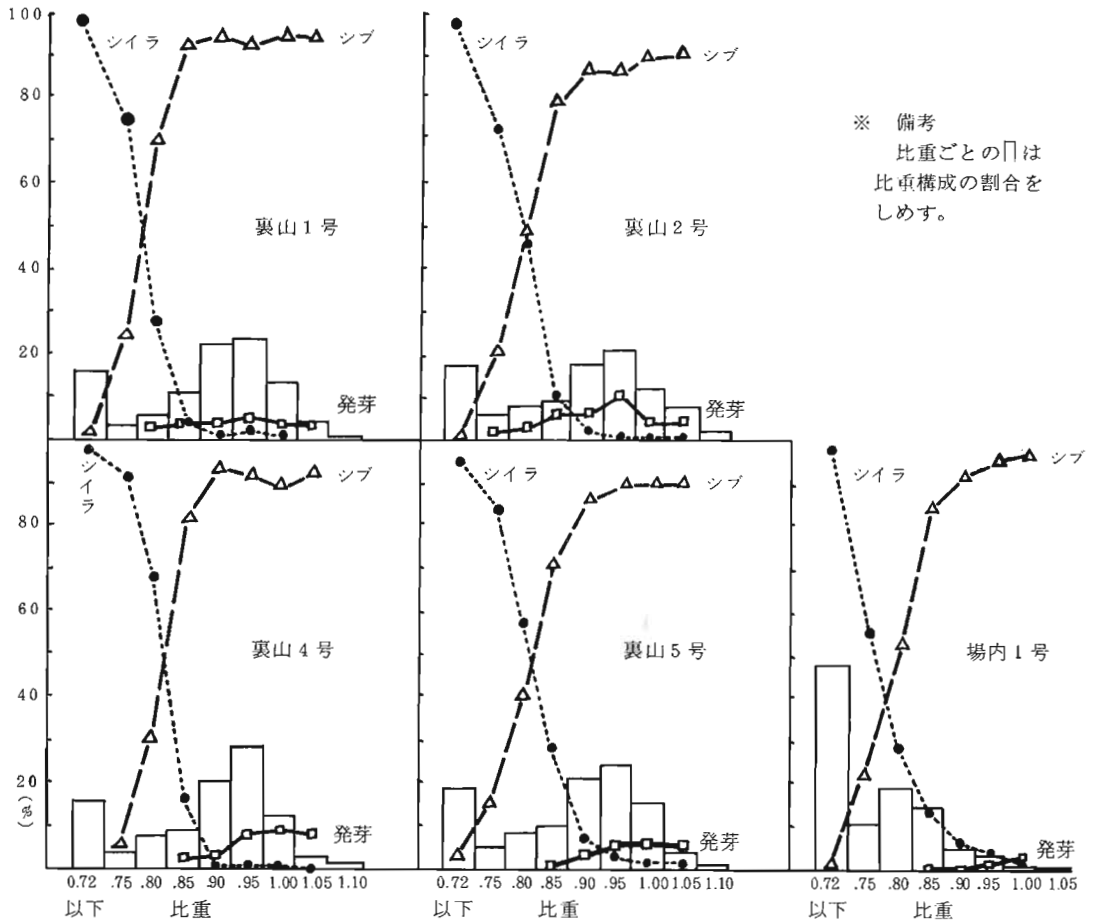 100
80
60
40
20
シイラ
シブ
裏山1号
発芽
シイラ
シブ
裏山2号
発芽
※ 備考
比重ごとの∏は
比重構成の割合を
しめす。
シイラ
シブ
80
60
40
20
(%)
裏山4号
発芽
シイラ
シブ
裏山5号
発芽
シイラ
シブ
場内1号
発芽
0.72 .75 .80 .85 .90 .95 1.00 1.05 1.10
以下 比重
0.72 .75 .80 .85 .90 .95 1.00 1.05 1.10
以下 比重
0.72 .75 .80 .85 .90 .95 1.00 1.05
以下 比重